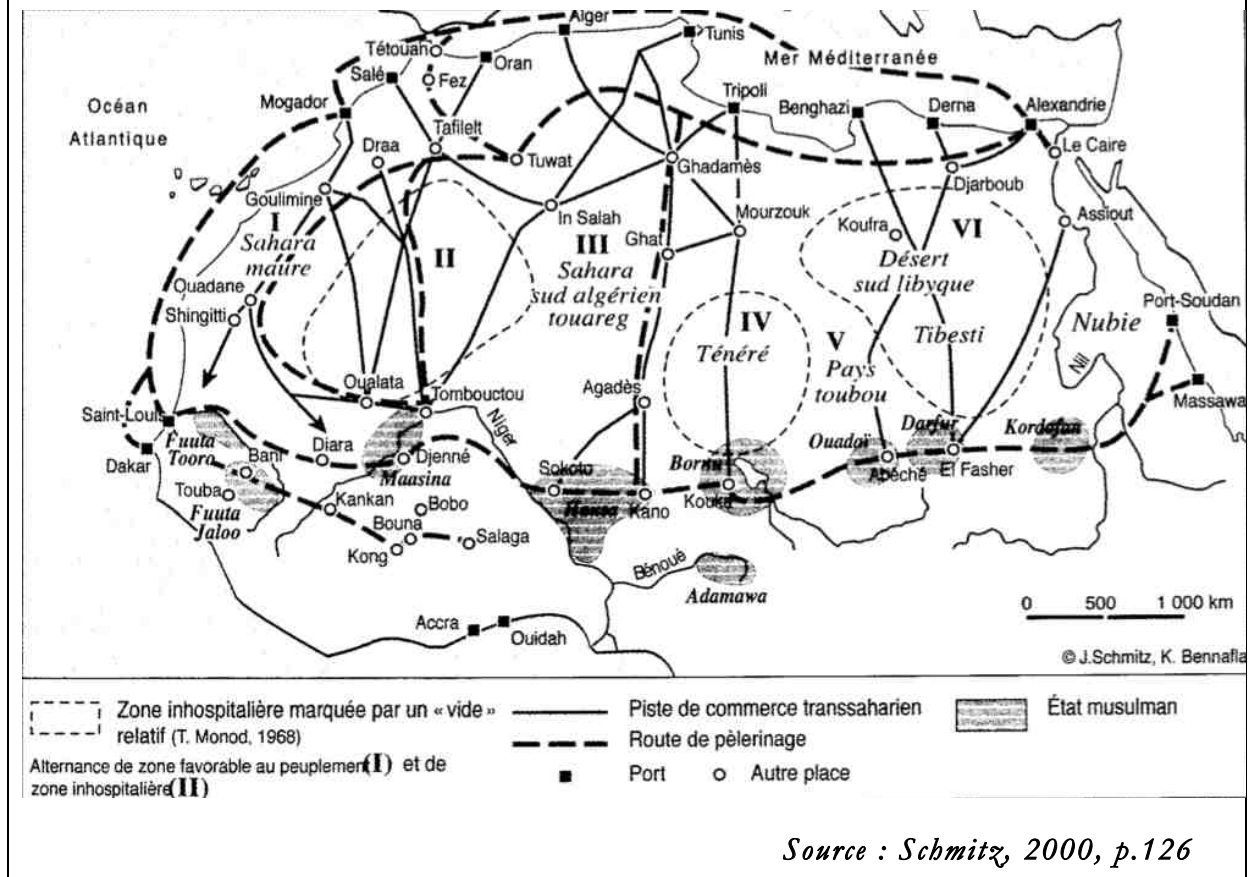 Alger
Tunis
Tétouan
Oran
Mer Méditerranée
Salé
Fez
Océan
Atlantique
Mogador
Tripoli
Benghazi
Derna
Alexandrie
Tafilelt
Draa
Tuwat
Ghadamès
Le Caire
Djarboub
Goulimine
In Salah
Mourzouk
Koufra
Assiout
I
Sahara
maure
II
III
Sahara
sud algérien
touareg
Ghat
VI
Désert
sud libyque
Ouadane
Shingitti
IV
Ténéré
V
Pays
toubou
Tibesti
Nubie
Port-Soudan
Nil
Oualata
Tombouctou
Agadès
Massawa
Saint-Louis
Niger
Fuuta
Tooro
Bani
Diara
Djenné
Maasina
Dakar
Sokoto
Bornu
Ouadaï
Darfur
Kordofan
Abéché
El Fasher
Touba
Fuuta
Jaloo
Kankan
Bobo
Bouna
Kong
Salaga
Hausa
Kano
Kouka
Bénoué
Adamawa
Accra
Ouidah
0 500 1 000 km
© J.Schmitz, K. Bennafla
Zone inhospitalière marquée par un « vide »
relatif (T. Monod, 1968)
Alternance de zone favorable au peuplement (I) et de
zone inhospitalière (II)
Piste de commerce transsaharien
Route de pèlerinage
Port
Autre place
État musulman
Source : Schmitz, 2000, p.126